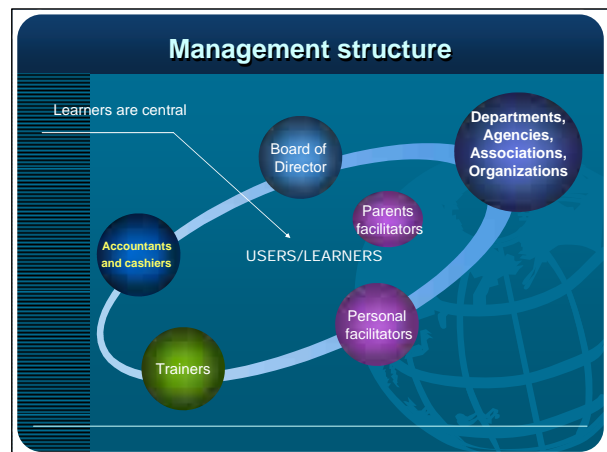 Management structure
Learners are central
Departments,
Agencies,
Associations,
Organizations
Board of
Director
Parents
facilitators
Accountants
and cashiers
USERS/LEARNERS
Personal
facilitators
Trainers